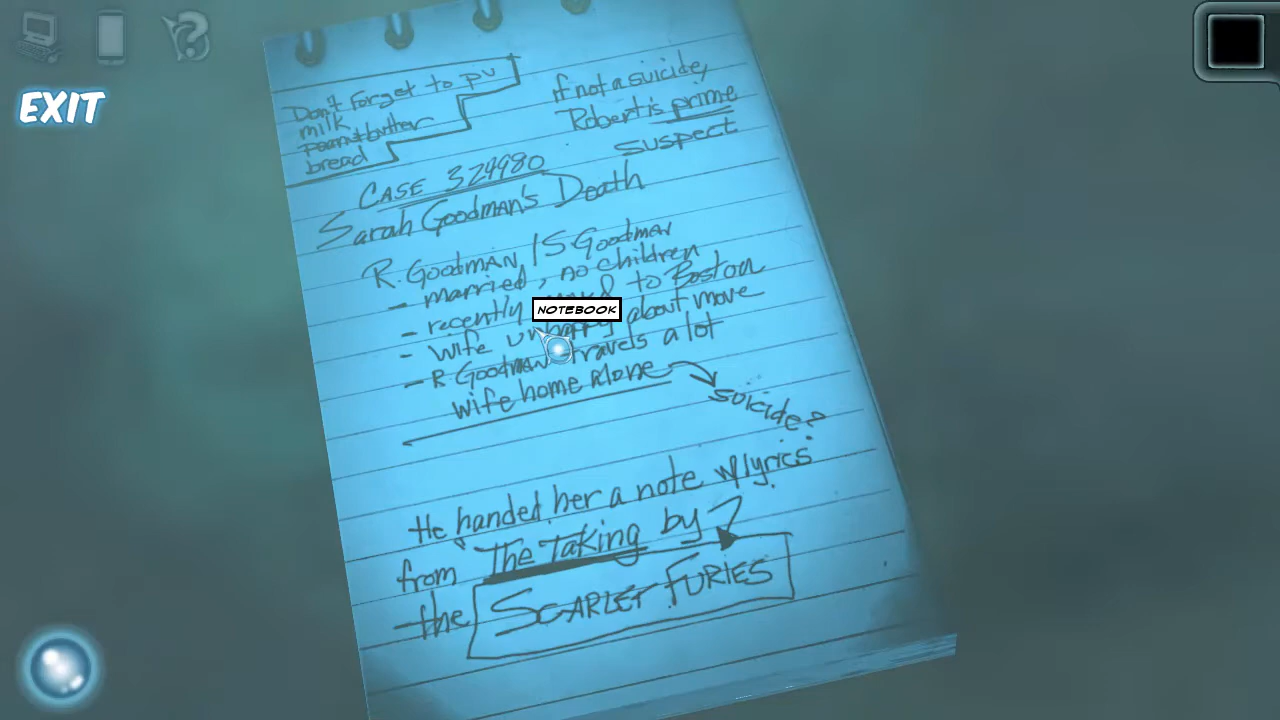 EXIT
Don't forget to pu
milk
peanut butter
bread
If not a suicide,
Robert is prime
suspect
CASE 324980
Sarah Goodman's Death
R. GOODMAN / S. Goodman
- married, no children
- recently moved to Boston
- wife unhappy about move
- R Goodman travels a lot
wife home alone
suicide?
NOTEBOOK
He handed her a note w/lyrics
from "The Taking by?
-the SCARLET FURIES